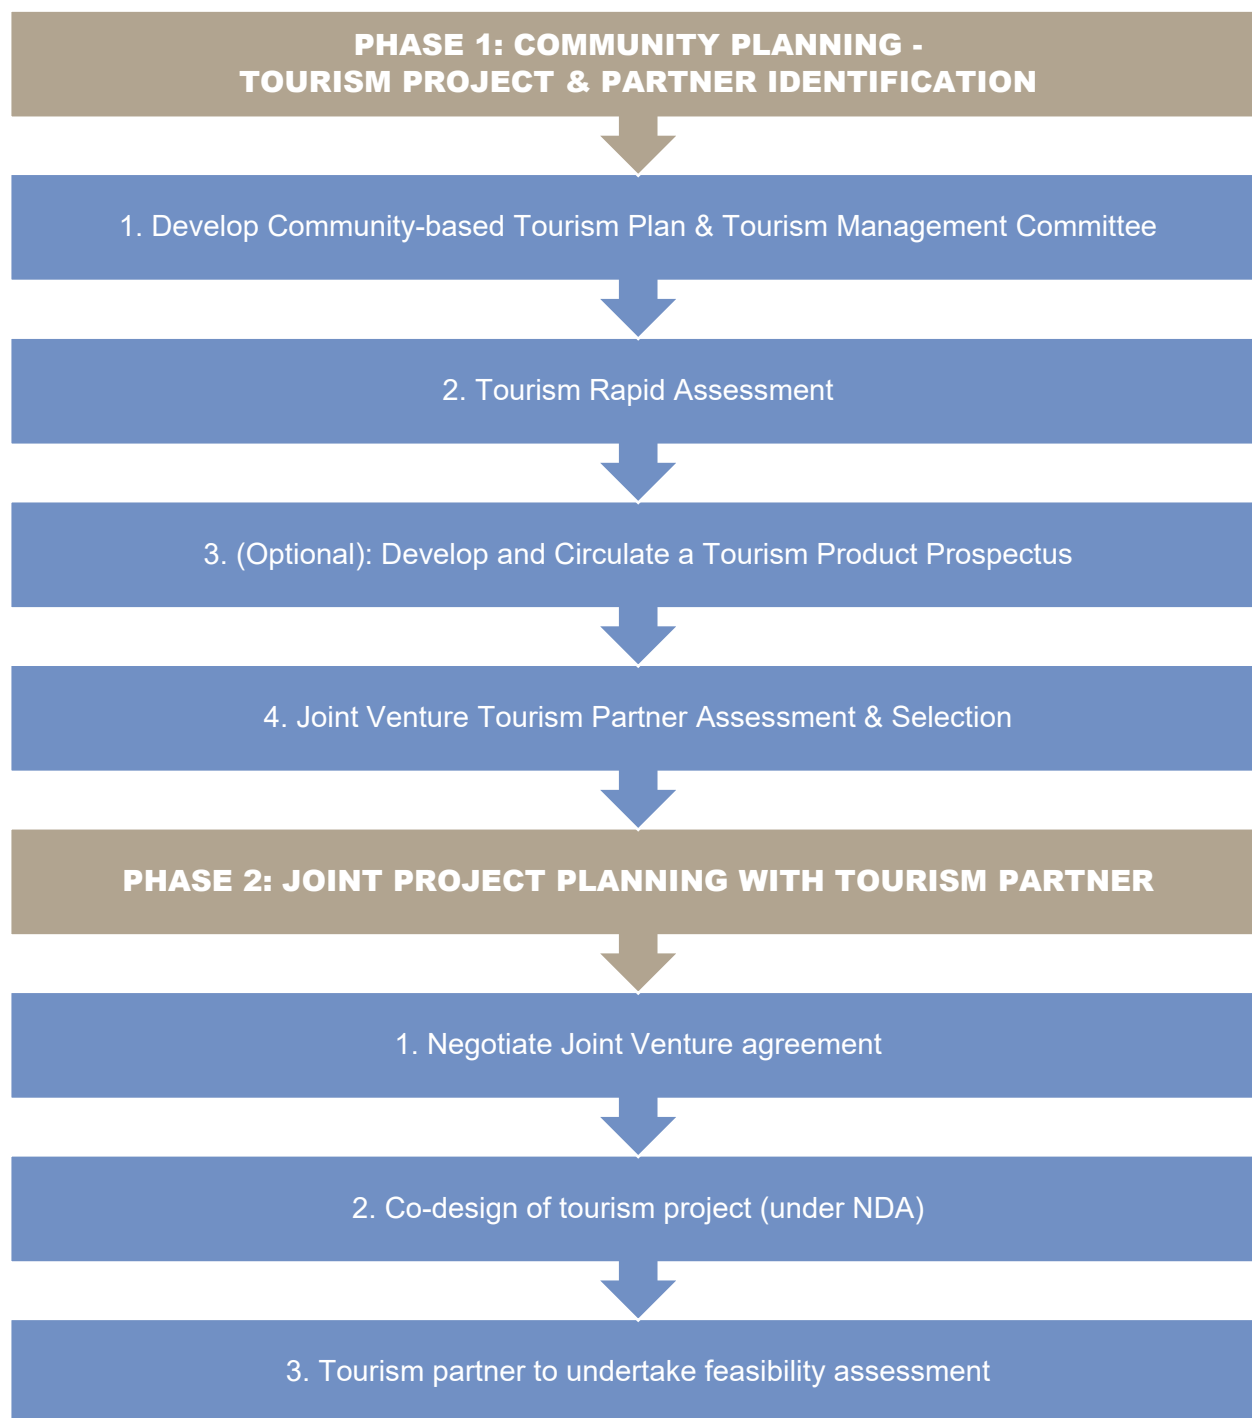 PHASE 1: COMMUNITY PLANNING -
TOURISM PROJECT & PARTNER IDENTIFICATION
1. Develop Community-based Tourism Plan & Tourism Management Committee
2. Tourism Rapid Assessment
3. (Optional): Develop and Circulate a Tourism Product Prospectus
4. Joint Venture Tourism Partner Assessment & Selection
PHASE 2: JOINT PROJECT PLANNING WITH TOURISM PARTNER
1. Negotiate Joint Venture agreement
2. Co-design of tourism project (under NDA)
3. Tourism partner to undertake feasibility assessment